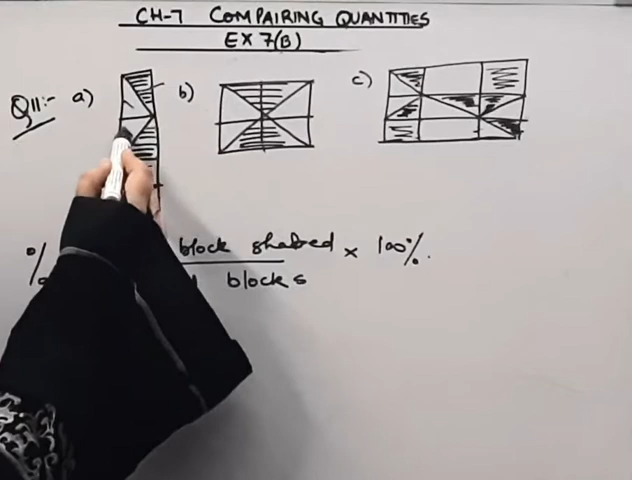 CH-7 COMPAIRING QUANTITIES
EX 7(B)
Q11:- a) b) c)
% block shaded × 100%.
blocks